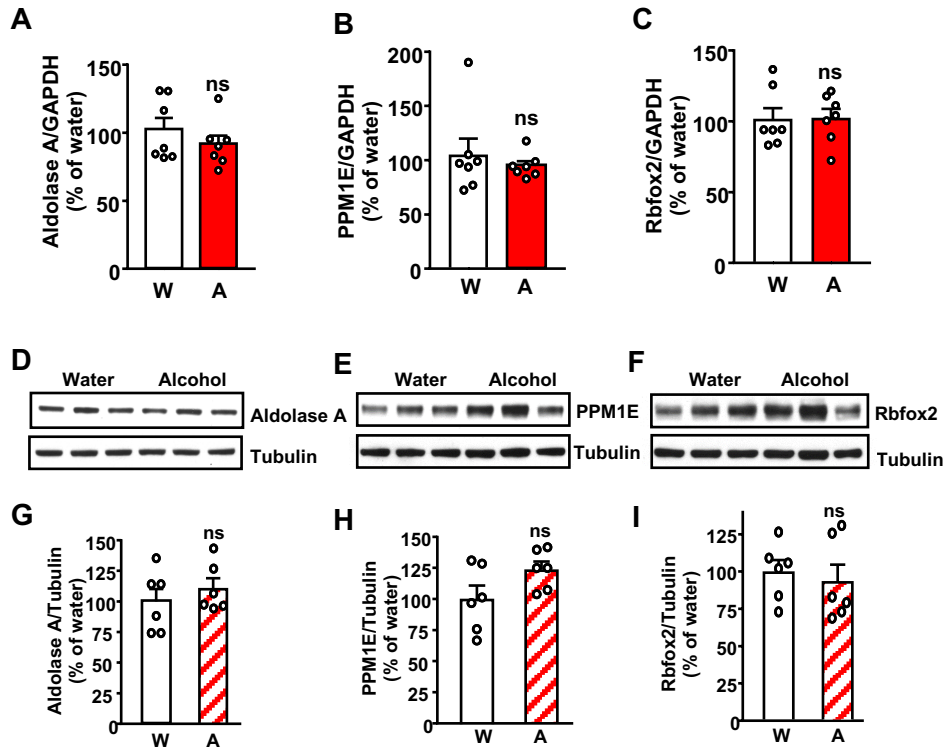 A
Aldolase A/GAPDH
(% of water)
150
100
50
0
ns
W
A
B
PPM1E/GAPDH
(% of water)
200
150
100
50
0
ns
W
A
C
Rbfox2/GAPDH
(% of water)
150
100
50
0
ns
W
A
D
Water
Alcohol
Aldolase A
Tubulin
E
Water
Alcohol
PPM1E
Tubulin
F
Water
Alcohol
Rbfox2
Tubulin
G
Aldolase A/Tubulin
(% of water)
150
125
100
75
50
25
0
ns
W
A
H
PPM1E/Tubulin
(% of water)
150
125
100
75
50
25
0
ns
W
A
I
Rbfox2/Tubulin
(% of water)
125
100
75
50
25
0
ns
W
A